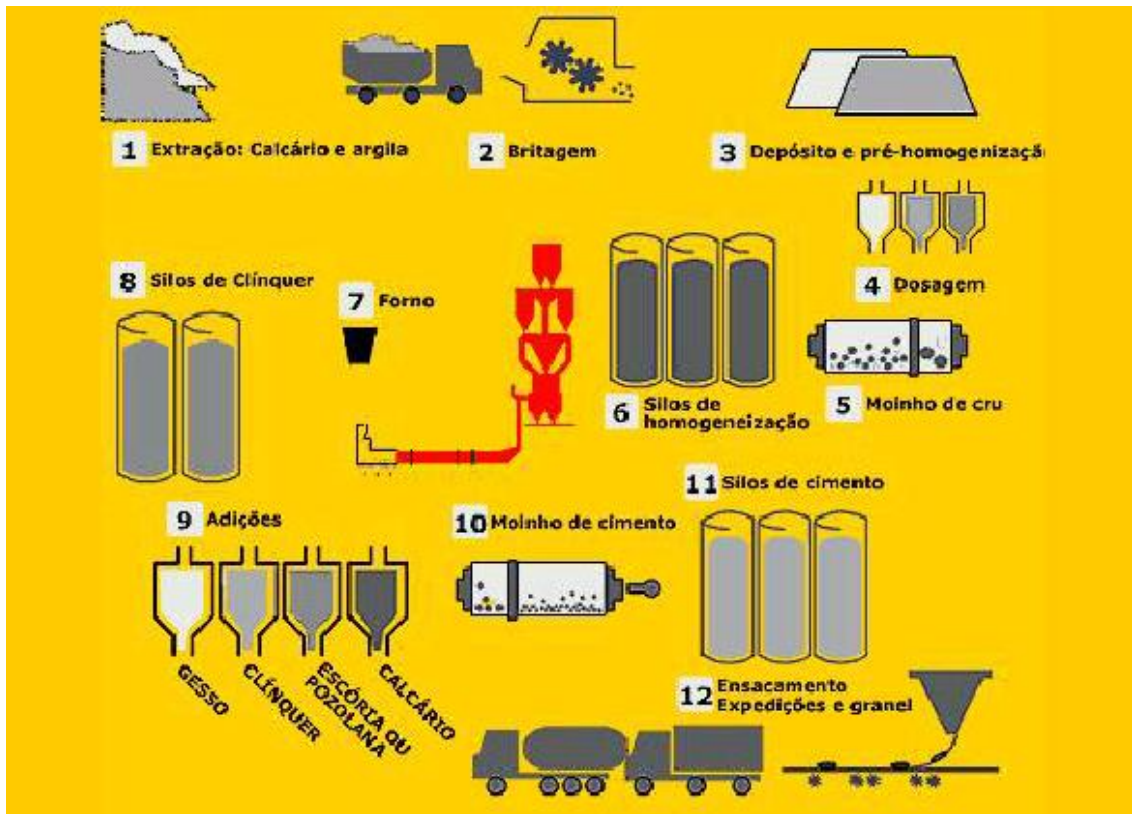 1 Extração: Calcário e argila
2 Britagem
3 Depósito e pré-homogenizaçã
4 Dosagem
5 Moinho de cru
6 Silos de
homogeneização
7 Forno
8 Silos de Clínquer
9 Adições
GESSO
CLÍNQUER
ESCÓRIA OU
POZOLANA
CALCÁRIO
10 Moinho de cimento
11 Silos de cimento
12 Ensacamento
Expedições e granel